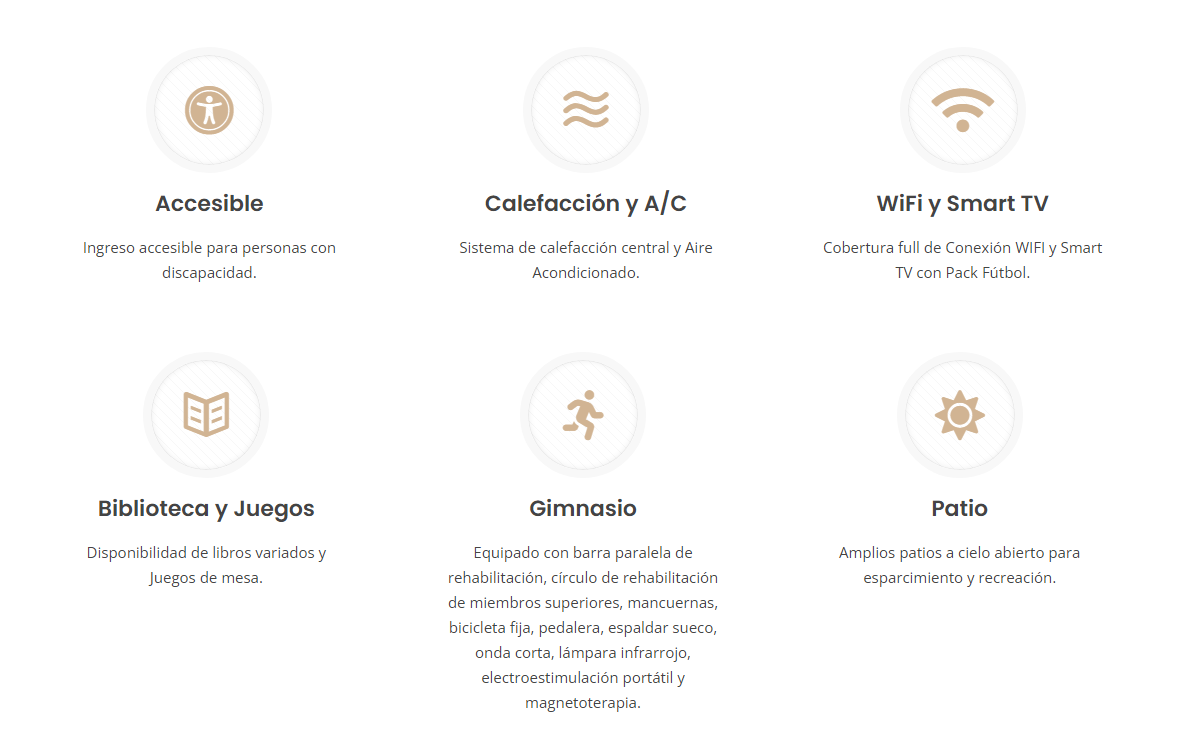 Accesible
Ingreso accesible para personas con
discapacidad.
Calefacción y A/C
Sistema de calefacción central y Aire
Acondicionado.
WiFi y Smart TV
Cobertura full de Conexión WIFI y Smart
TV con Pack Fútbol.
Biblioteca y Juegos
Disponibilidad de libros variados y
Juegos de mesa.
Gimnasio
Equipado con barra paralela de
rehabilitación, círculo de rehabilitación
de miembros superiores, mancuernas,
bicicleta fija, pedalera, espaldar sueco,
onda corta, lámpara infrarrojo,
electroestimulación portátil y
magnetoterapia.
Patio
Amplios patios a cielo abierto para
esparcimiento y recreación.